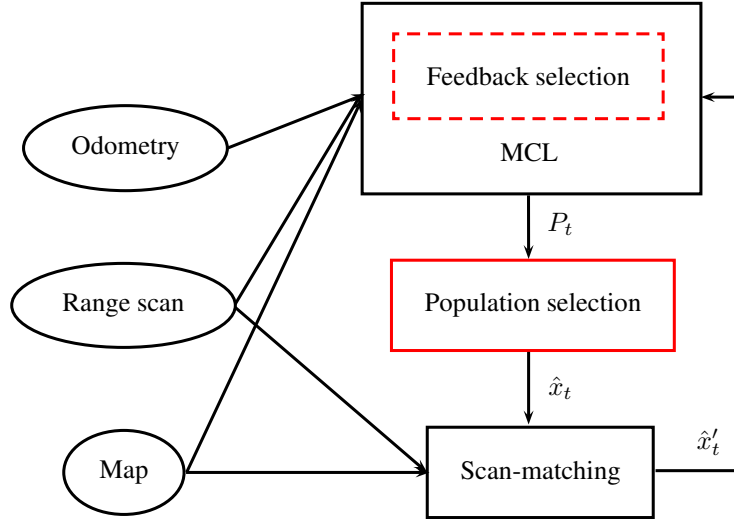 Feedback selection
Odometry
MCL
P_t
Range scan
Population selection
x̂_t
x̂′_t
Map
Scan-matching